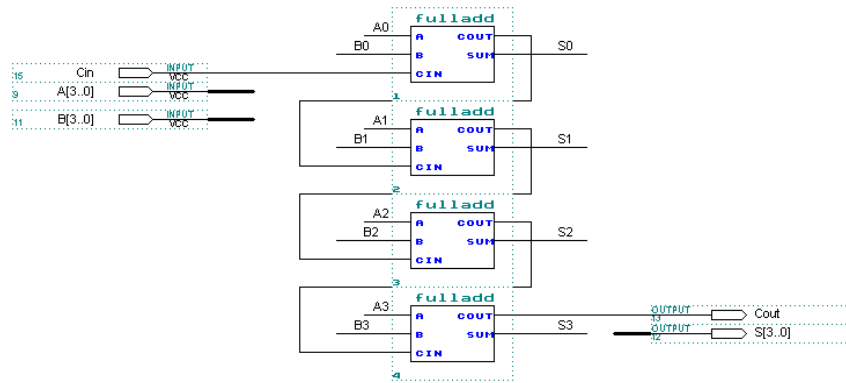 fulladd
A0 A COUT
B0 B SUM S0
15 Cin INPUT VCC CIN
9 A[3..0] INPUT VCC
1
11 B[3..0] INPUT VCC
fulladd
A1 A COUT
B1 B SUM S1
CIN
2
fulladd
A2 A COUT
B2 B SUM S2
CIN
3
fulladd
A3 A COUT OUTPUT 13 Cout
B3 B SUM S3 OUTPUT 12 S[3..0]
CIN
4